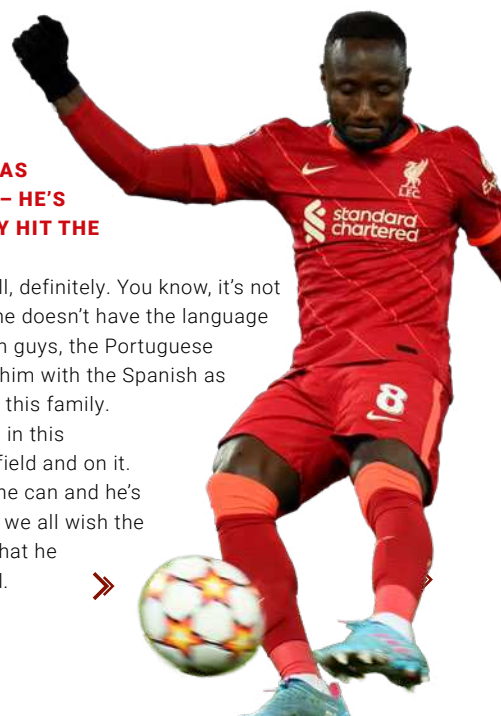 AS
– HE'S
Y HIT THE
ll, definitely. You know, it's not
he doesn't have the language
n guys, the Portuguese
him with the Spanish as
this family.
in this
field and on it.
he can and he's
we all wish the
hat he
l.
LFC
standard
chartered
8